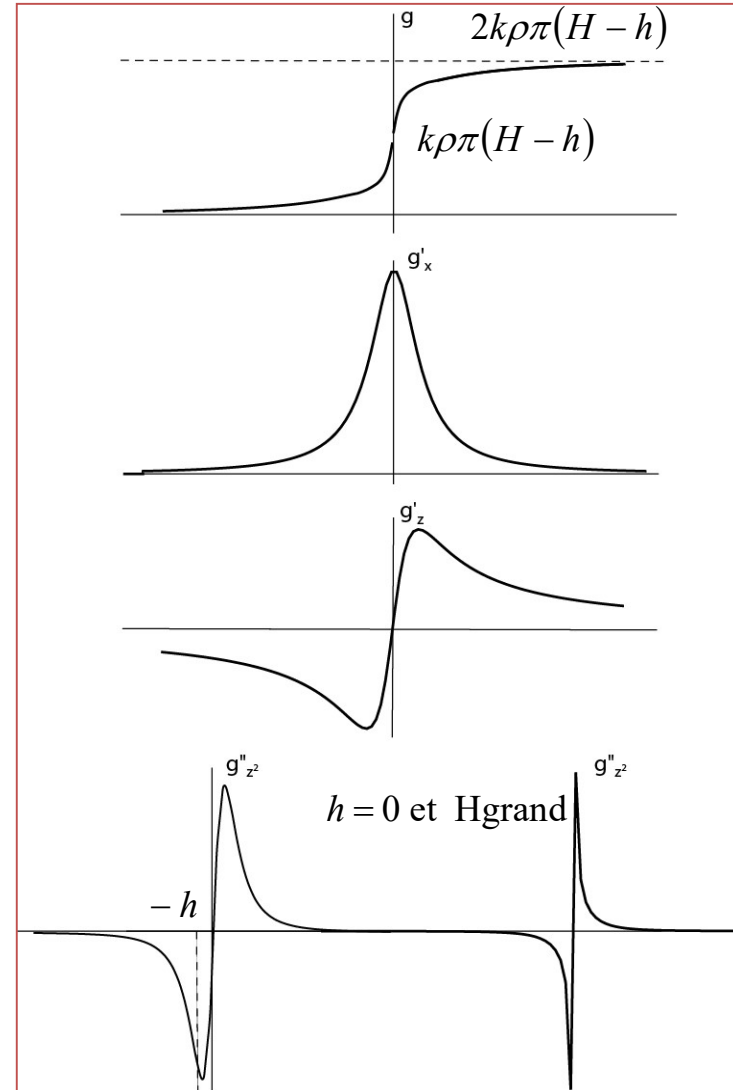 g
2kρπ(H − h)
kρπ(H − h)
g'ₓ
g'z
g"z²
g"z²
h = 0 et Hgrand
− h